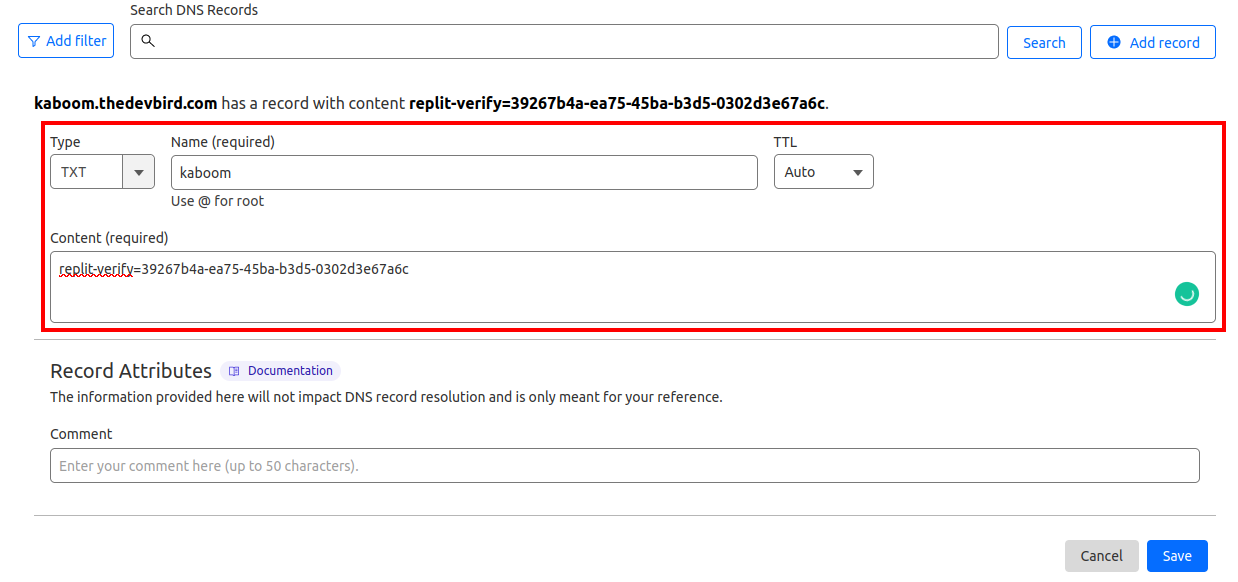 Search DNS Records
Add filter
Search
Add record
kaboom.thedevbird.com has a record with content replit-verify=39267b4a-ea75-45ba-b3d5-0302d3e67a6c.
Type
Name (required)
TTL
TXT
kaboom
Auto
Use @ for root
Content (required)
replit-verify=39267b4a-ea75-45ba-b3d5-0302d3e67a6c
Record Attributes
Documentation
The information provided here will not impact DNS record resolution and is only meant for your reference.
Comment
Enter your comment here (up to 50 characters).
Cancel
Save